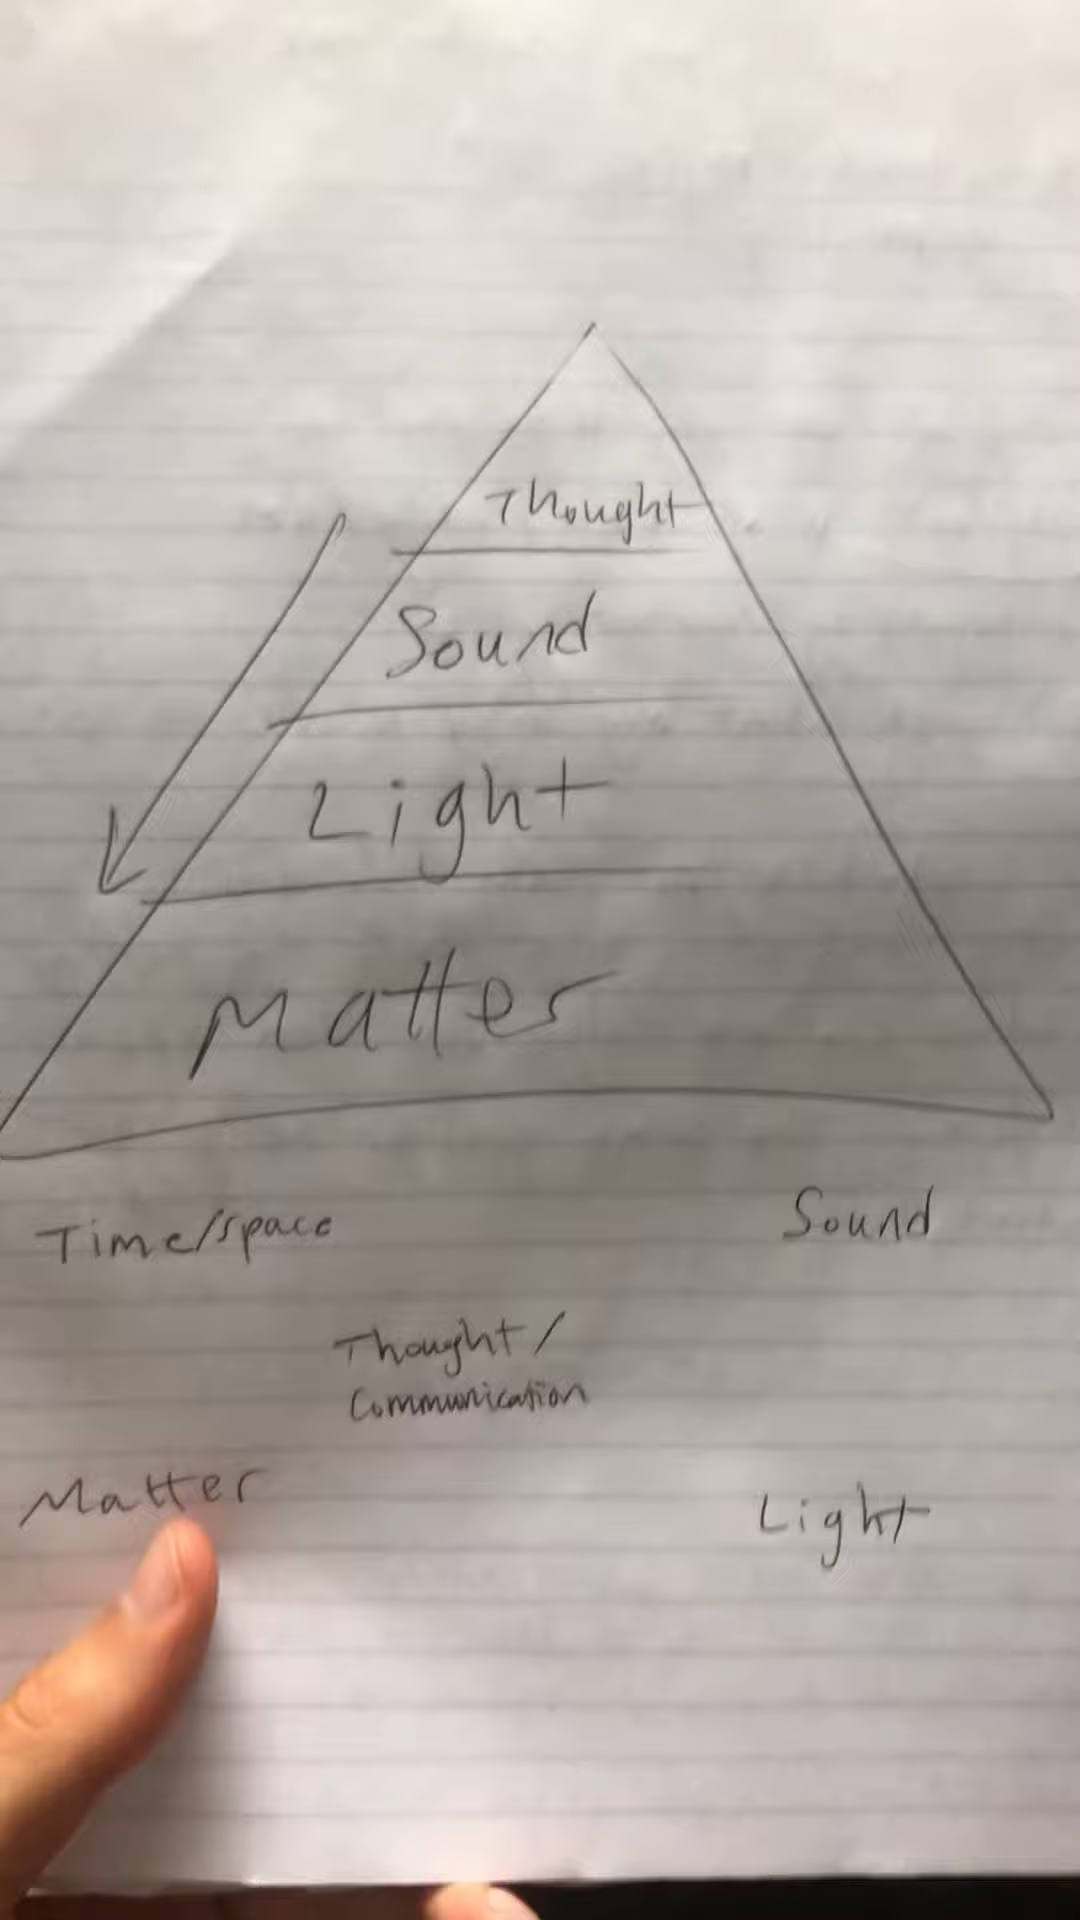 Thought
Sound
Light
Matter
Time/space
Sound
Thought/
Communication
Matter
Light